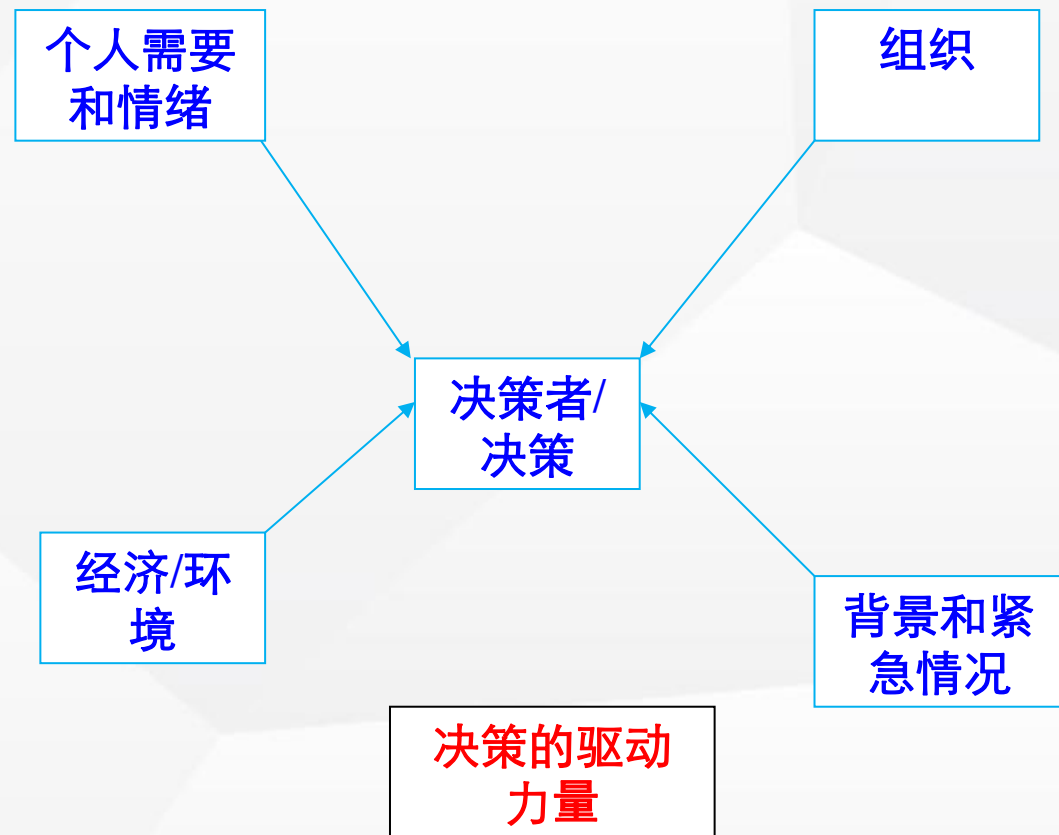 个人需要
和情绪
组织
决策者/
决策
经济/环
境
背景和紧
急情况
决策的驱动
力量